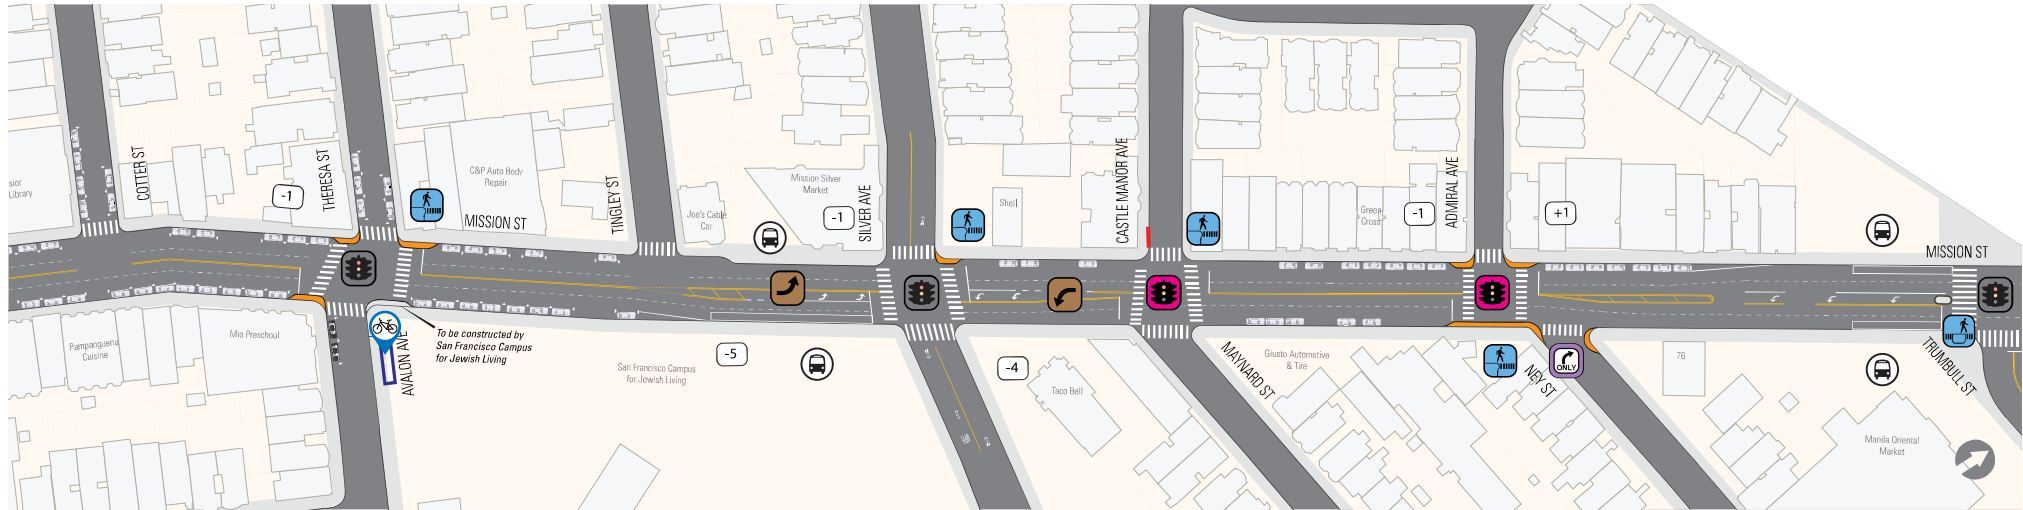 sior
Library
COTTER ST
-1
THERESA ST
C&P Auto Body
Repair
MISSION ST
TINGLEY ST
Joe's Cable
Car
Mission Silver
Market
-1
SILVER AVE
Shell
CASTLE MANOR AVE
Green
Cross
-1
ADMIRAL AVE
+1
MISSION ST
Pampanguena
Cuisine
Mio Preschool
AVALON AVE
To be constructed by
San Francisco Campus
for Jewish Living
San Francisco Campus
for Jewish Living
-5
-4
Taco Bell
MAYNARD ST
Giusto Automotive
& Tire
NEY ST
ONLY
76
TRUMBULL ST
Manila Oriental
Market